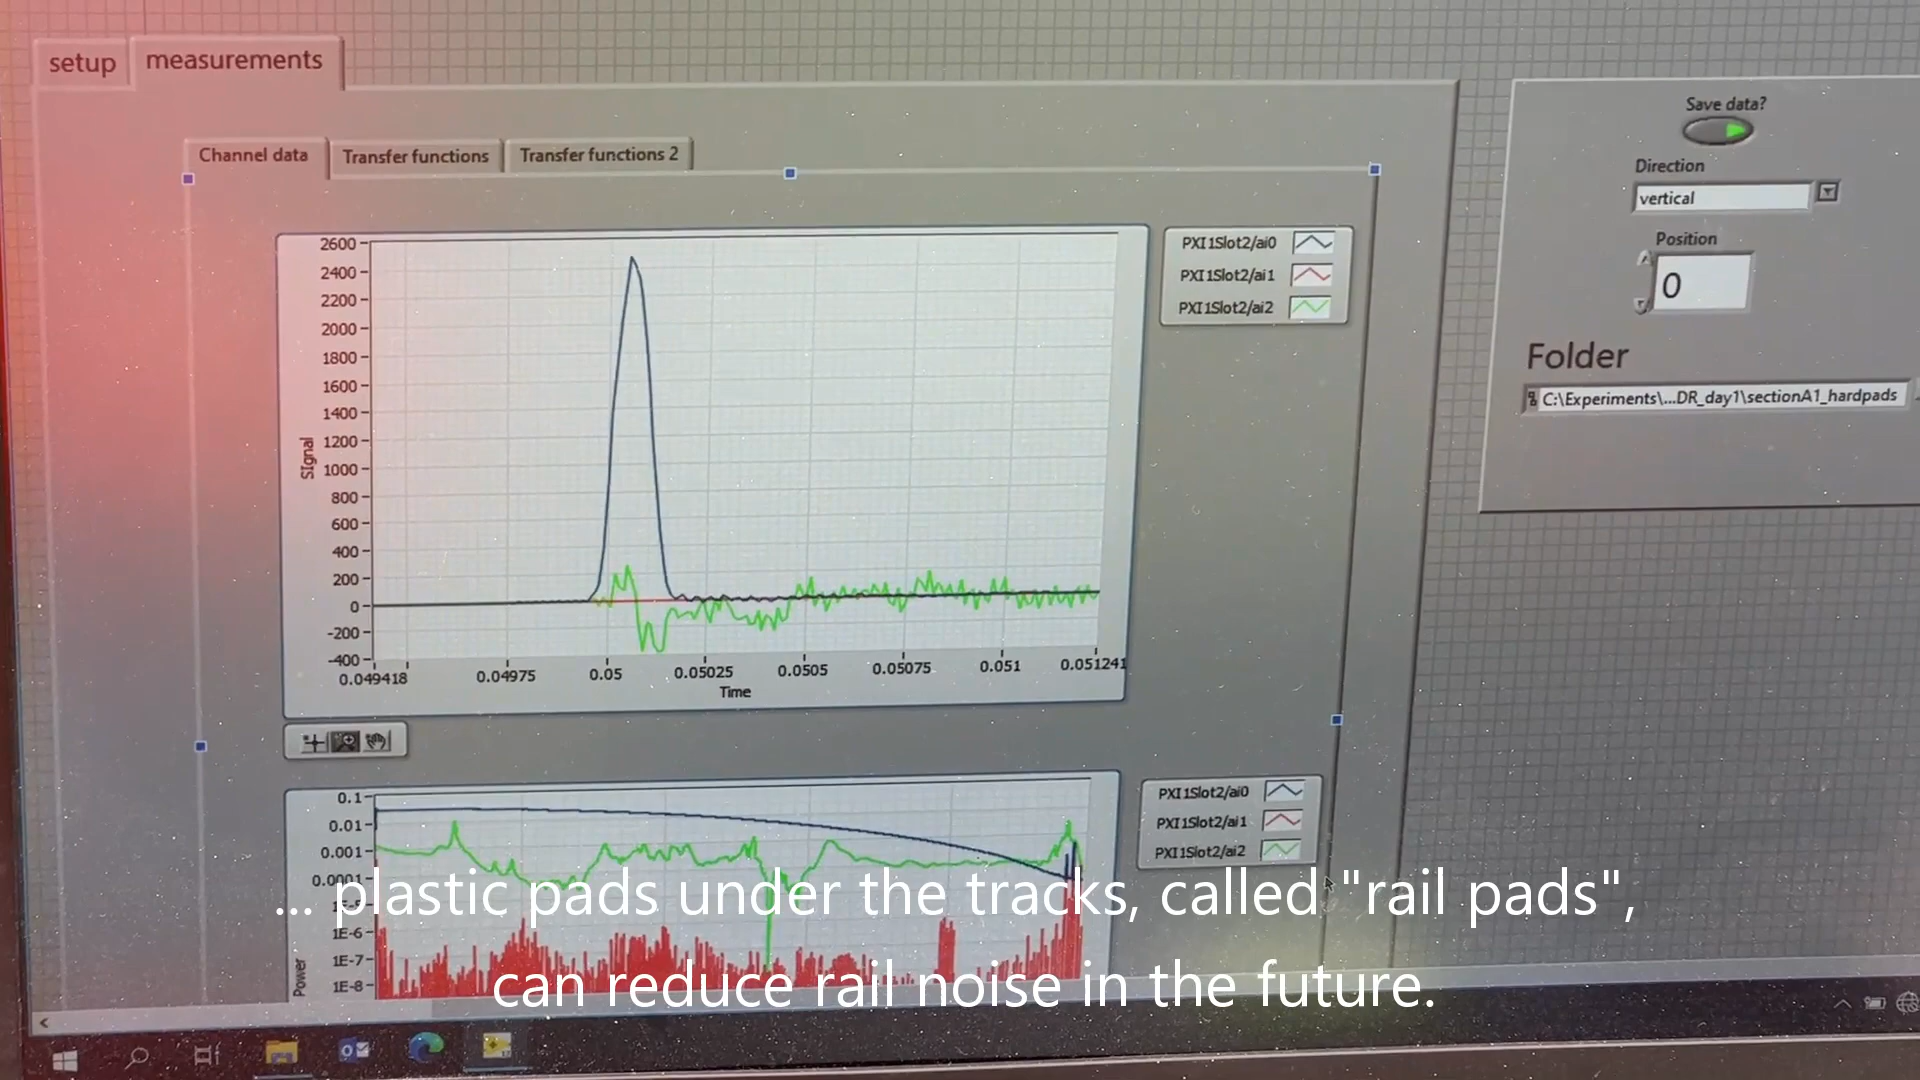 setup
measurements
Channel data
Transfer functions
Transfer functions 2
2600
2400
2200
2000
1800
1600
1400
1200
1000
800
600
400
200
0
-200
-400
SIgnal
0.049418
0.04975
0.05
0.05025
0.0505
0.05075
0.051
0.051241
Time
PXI1Slot2/ai0
PXI1Slot2/ai1
PXI1Slot2/ai2
Save data?
Direction
vertical
Position
0
Folder
C:\Experiments\...DR_day1\sectionA1_hardpads
0.1
0.01
0.001
0.0001
1E-6
1E-7
1E-8
Power
PXI1Slot2/ai0
PXI1Slot2/ai1
PXI1Slot2/ai2
... plastic pads under the tracks, called "rail pads",
can reduce rail noise in the future.